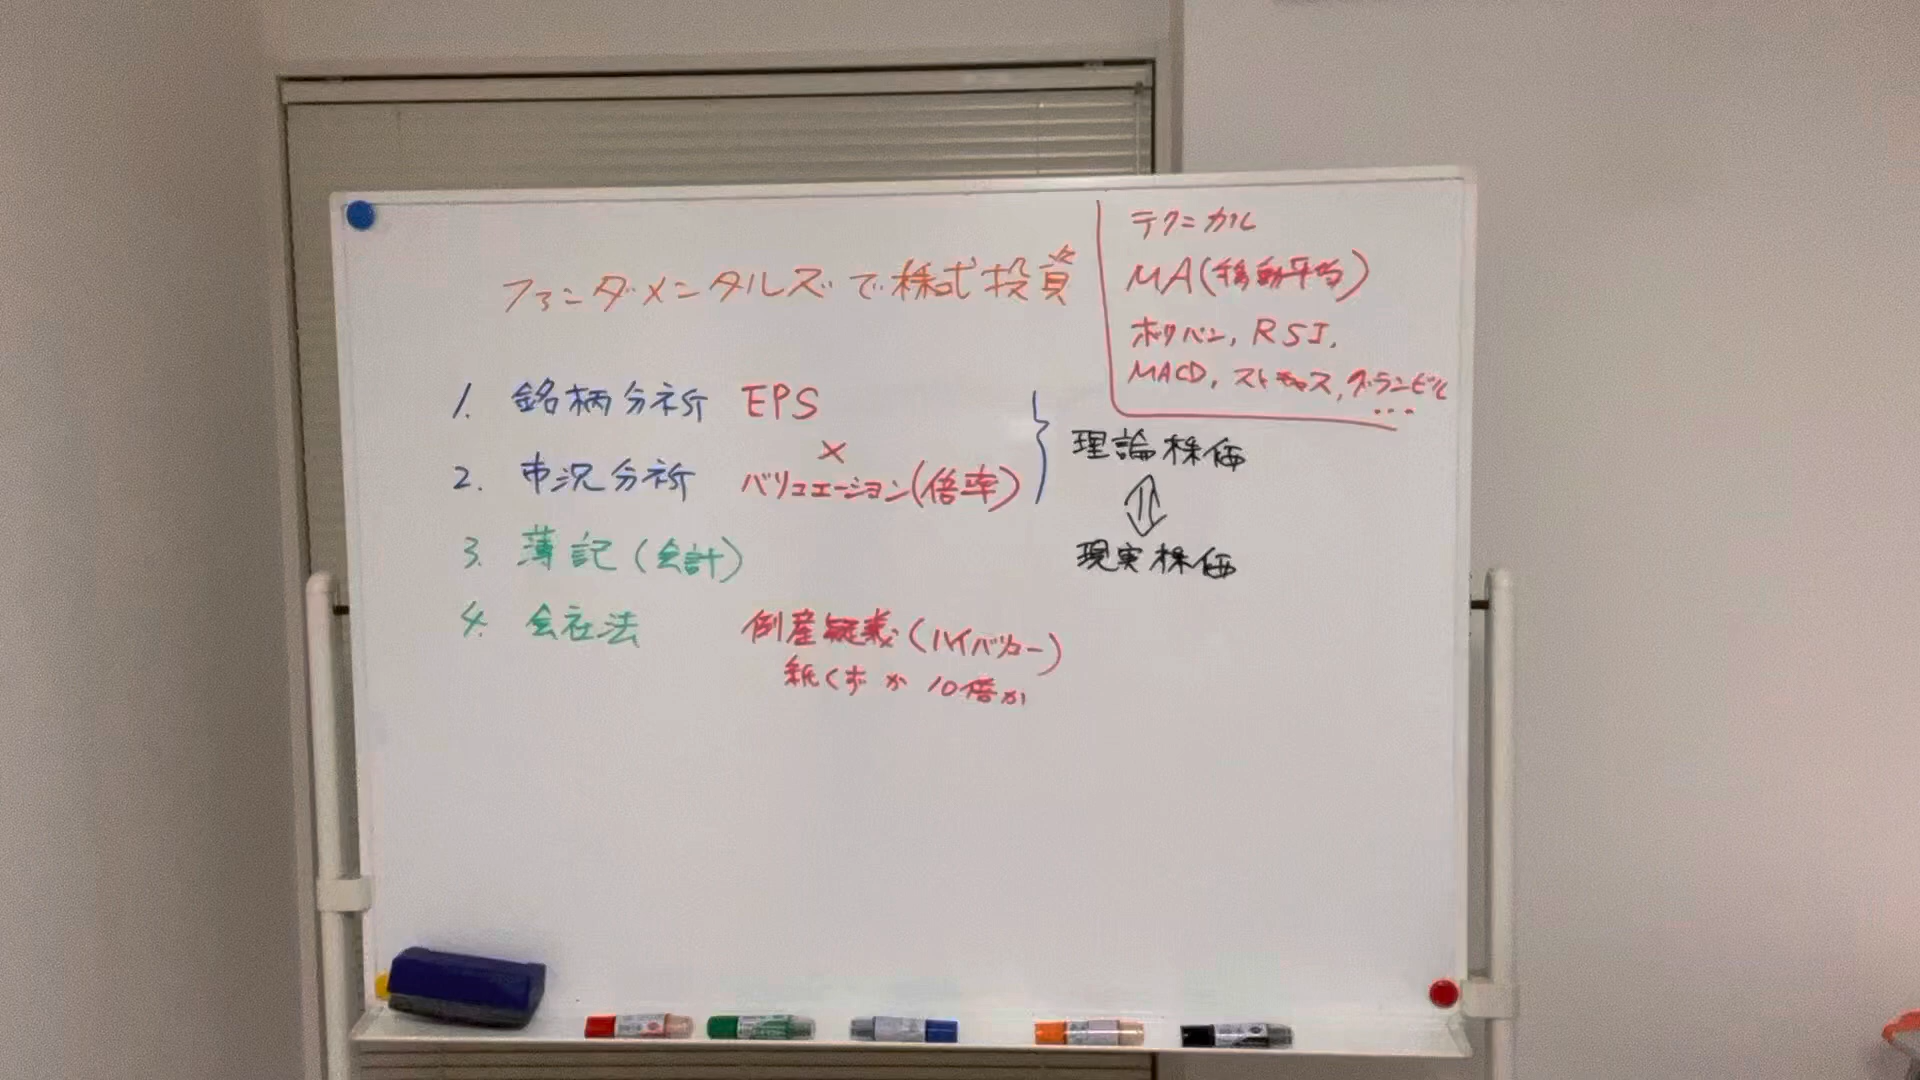 ファンダメンタルズで株式投資
1. 銘柄分析 EPS
×
2. 市況分析 バリュエーション(倍率)
3. 簿記(会計)
4. 会社法
倒産疑義(ハイバリュー)
紙くずか10倍か
テクニカル
MA(移動平均)
ボリバン, RSI,
MACD, ストキャス, グランビル
...
理論株価
現実株価